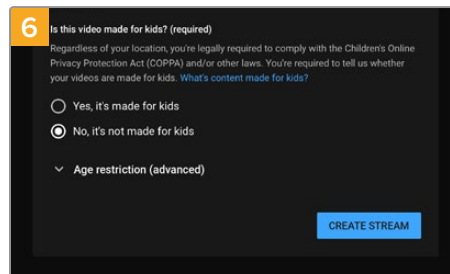 6
Is this video made for kids? (required)
Regardless of your location, you're legally required to comply with the Children's Online
Privacy Protection Act (COPPA) and/or other laws. You're required to tell us whether
your videos are made for kids. What's content made for kids?
Yes, it's made for kids
No, it's not made for kids
Age restriction (advanced)
CREATE STREAM